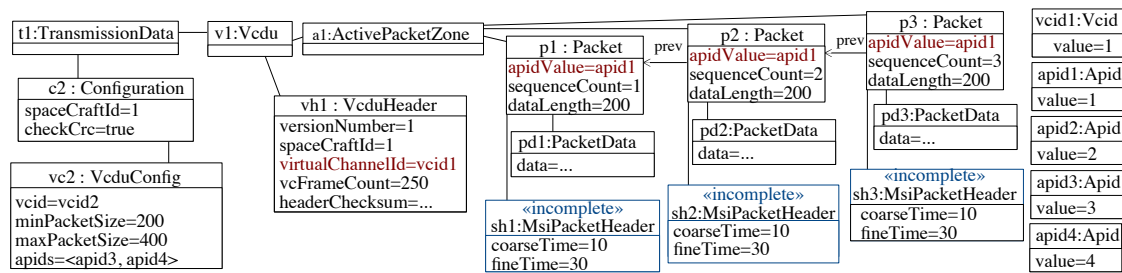 t1:TransmissionData
v1:Vcdu
a1:ActivePacketZone
c2 : Configuration
spaceCraftId=1
checkCrc=true
vc2 : VcduConfig
vcid=vcid2
minPacketSize=200
maxPacketSize=400
apids=<apid3, apid4>
vh1 : VcduHeader
versionNumber=1
spaceCraftId=1
virtualChannelId=vcid1
vcFrameCount=250
headerChecksum=...
p1 : Packet
apidValue=apid1
sequenceCount=1
dataLength=200
pd1:PacketData
data=...
«incomplete»
sh1:MsiPacketHeader
coarseTime=10
fineTime=30
prev
p2 : Packet
apidValue=apid1
sequenceCount=2
dataLength=200
pd2:PacketData
data=...
«incomplete»
sh2:MsiPacketHeader
coarseTime=10
fineTime=30
prev
p3 : Packet
apidValue=apid1
sequenceCount=3
dataLength=200
pd3:PacketData
data=...
«incomplete»
sh3:MsiPacketHeader
coarseTime=10
fineTime=30
vcid1:Vcid
value=1
apid1:Apid
value=1
apid2:Apid
value=2
apid3:Apid
value=3
apid4:Apid
value=4